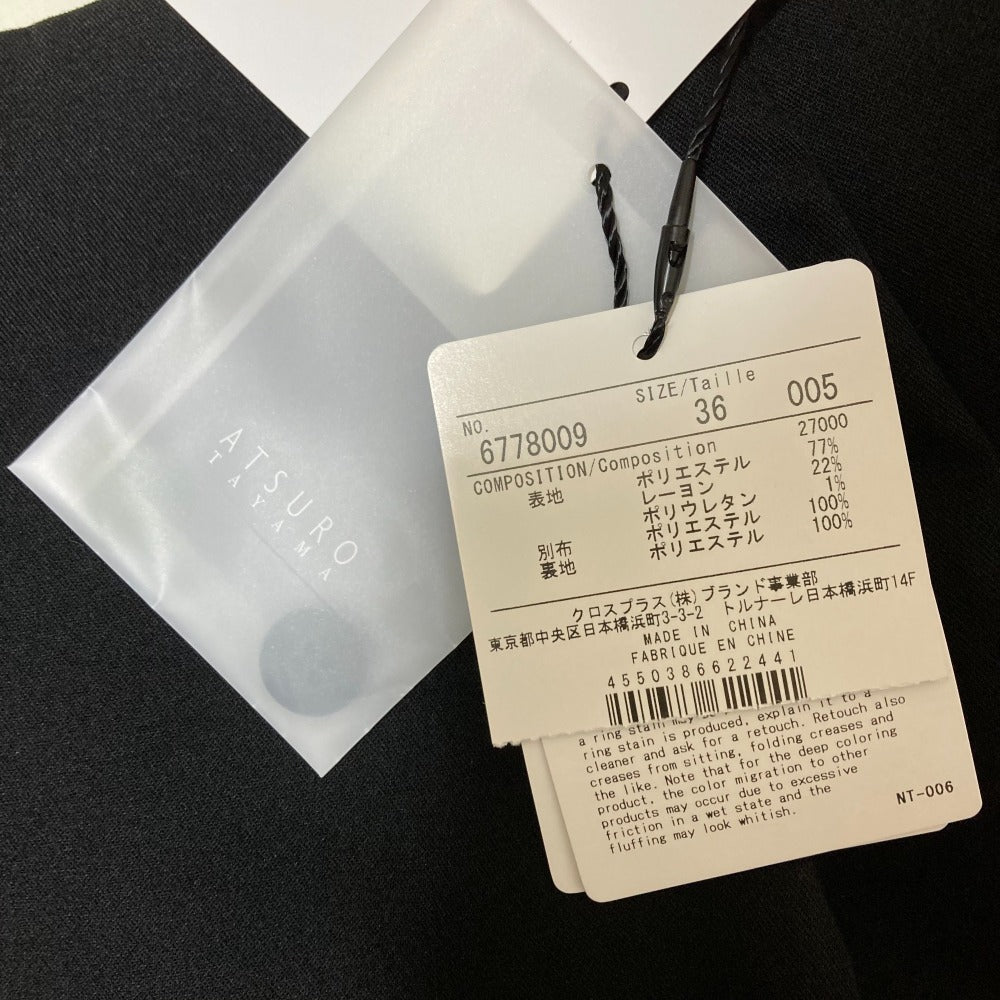 ATSURO
TAYAMA
SIZE/Taille
NO.
6778009 36 005
27000
COMPOSITION/Composition
表地 ポリエステル 77%
レーヨン 22%
ポリウレタン 1%
別布 ポリエステル 100%
裏地 ポリエステル 100%
クロスプラス(株)ブランド事業部
東京都中央区日本橋浜町3-3-2 トルナーレ日本橋浜町14F
MADE IN CHINA
FABRIQUE EN CHINE
4550386622441
a ring stain may explain it to a
ring stain is produced, explain it to a
cleaner and ask for a retouch. Retouch also
creases from sitting, folding creases and
the like. Note that for the deep coloring
product, the color migration to other
products may occur due to excessive
friction in a wet state and the
fluffing may look whitish.
NT-006